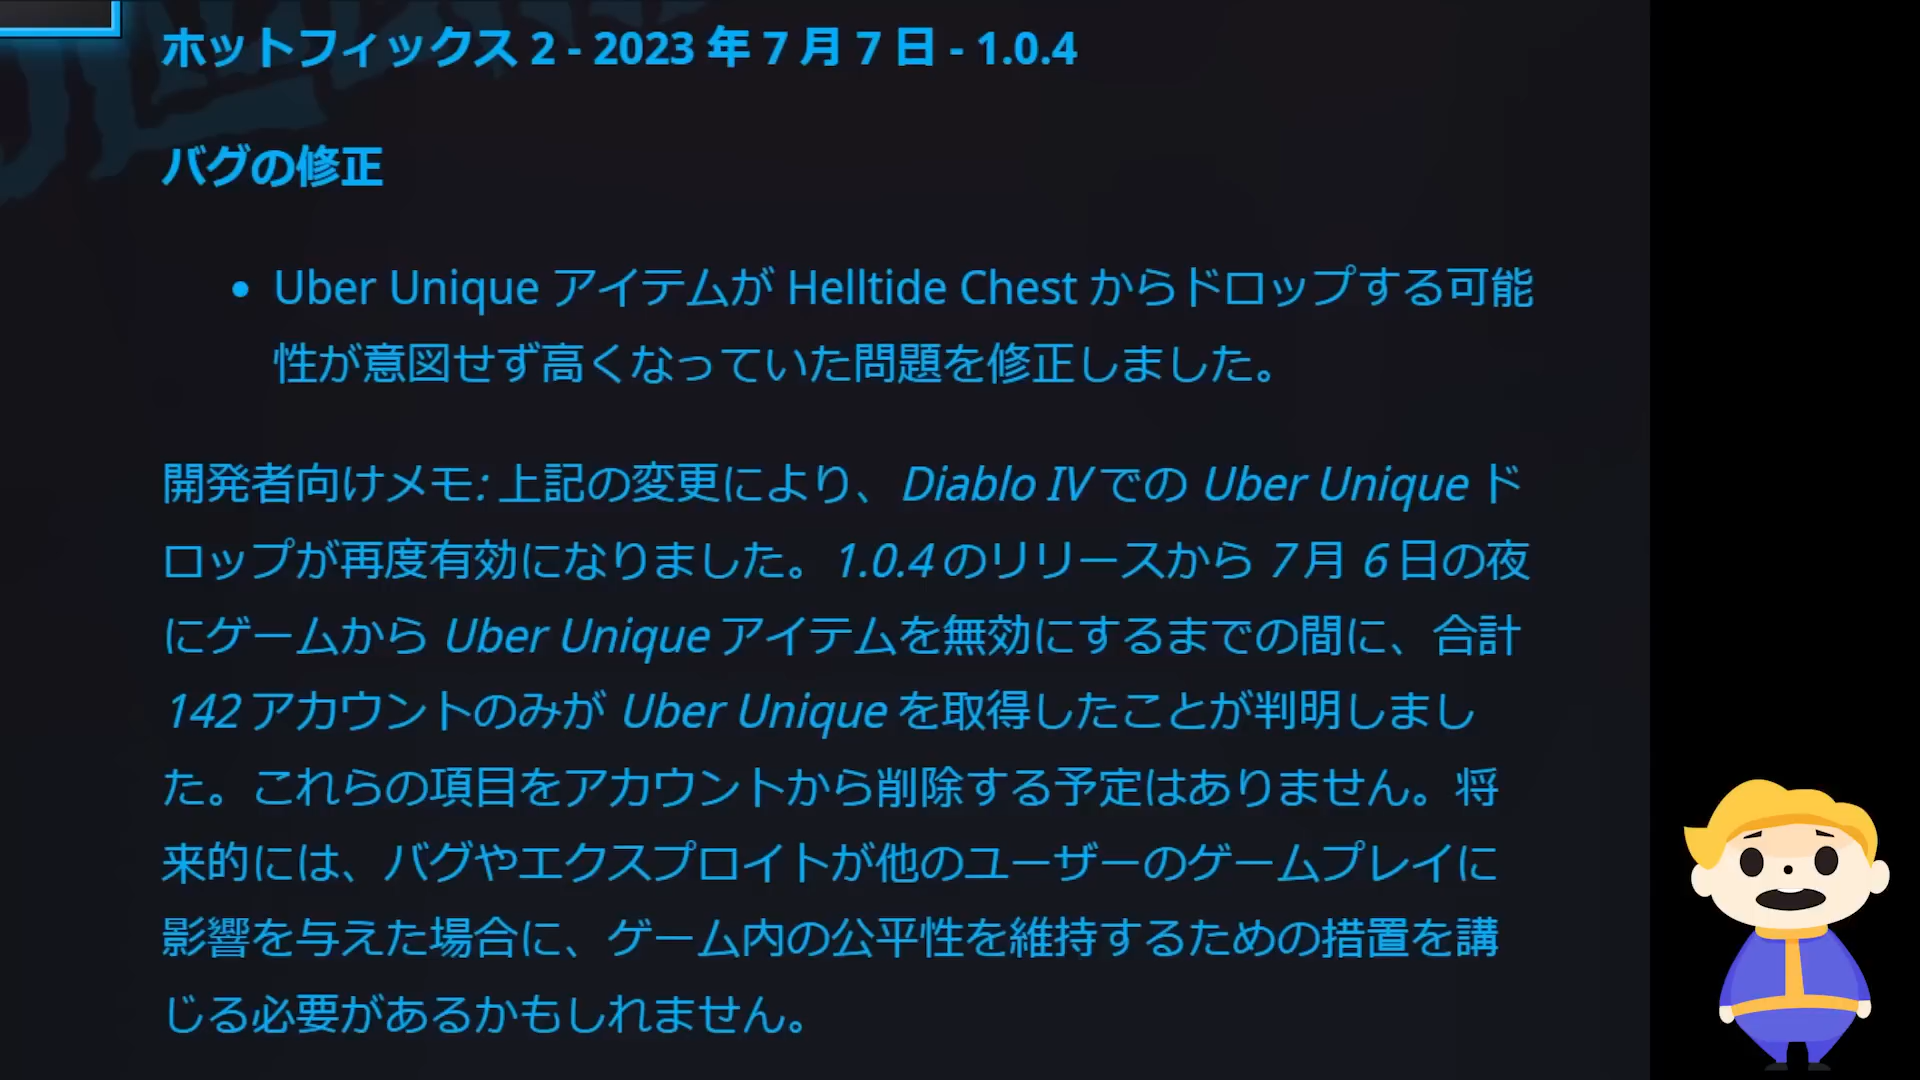 ホットフィックス 2 - 2023 年 7 月 7 日 - 1.0.4
バグの修正
• Uber Unique アイテムが Helltide Chest からドロップする可能
性が意図せず高くなっていた問題を修正しました。
開発者向けメモ: 上記の変更により、Diablo IV での Uber Unique ド
ロップが再度有効になりました。1.0.4 のリリースから 7 月 6 日の夜
にゲームから Uber Unique アイテムを無効にするまでの間に、合計
142 アカウントのみが Uber Unique を取得したことが判明しまし
た。これらの項目をアカウントから削除する予定はありません。将
来的には、バグやエクスプロイトが他のユーザーのゲームプレイに
影響を与えた場合に、ゲーム内の公平性を維持するための措置を講
じる必要があるかもしれません。